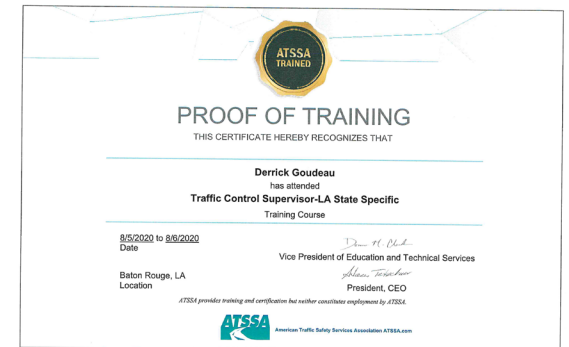 ATSSA
TRAINED
PROOF OF TRAINING
THIS CERTIFICATE HEREBY RECOGNIZES THAT
Derrick Goudeau
has attended
Traffic Control Supervisor-LA State Specific
Training Course
8/5/2020 to 8/6/2020
Date
Vice President of Education and Technical Services
Baton Rouge, LA
Location
President, CEO
ATSSA provides training and certification but neither constitutes employment by ATSSA.
ATSSA
American Traffic Safety Services Association ATSSA.com